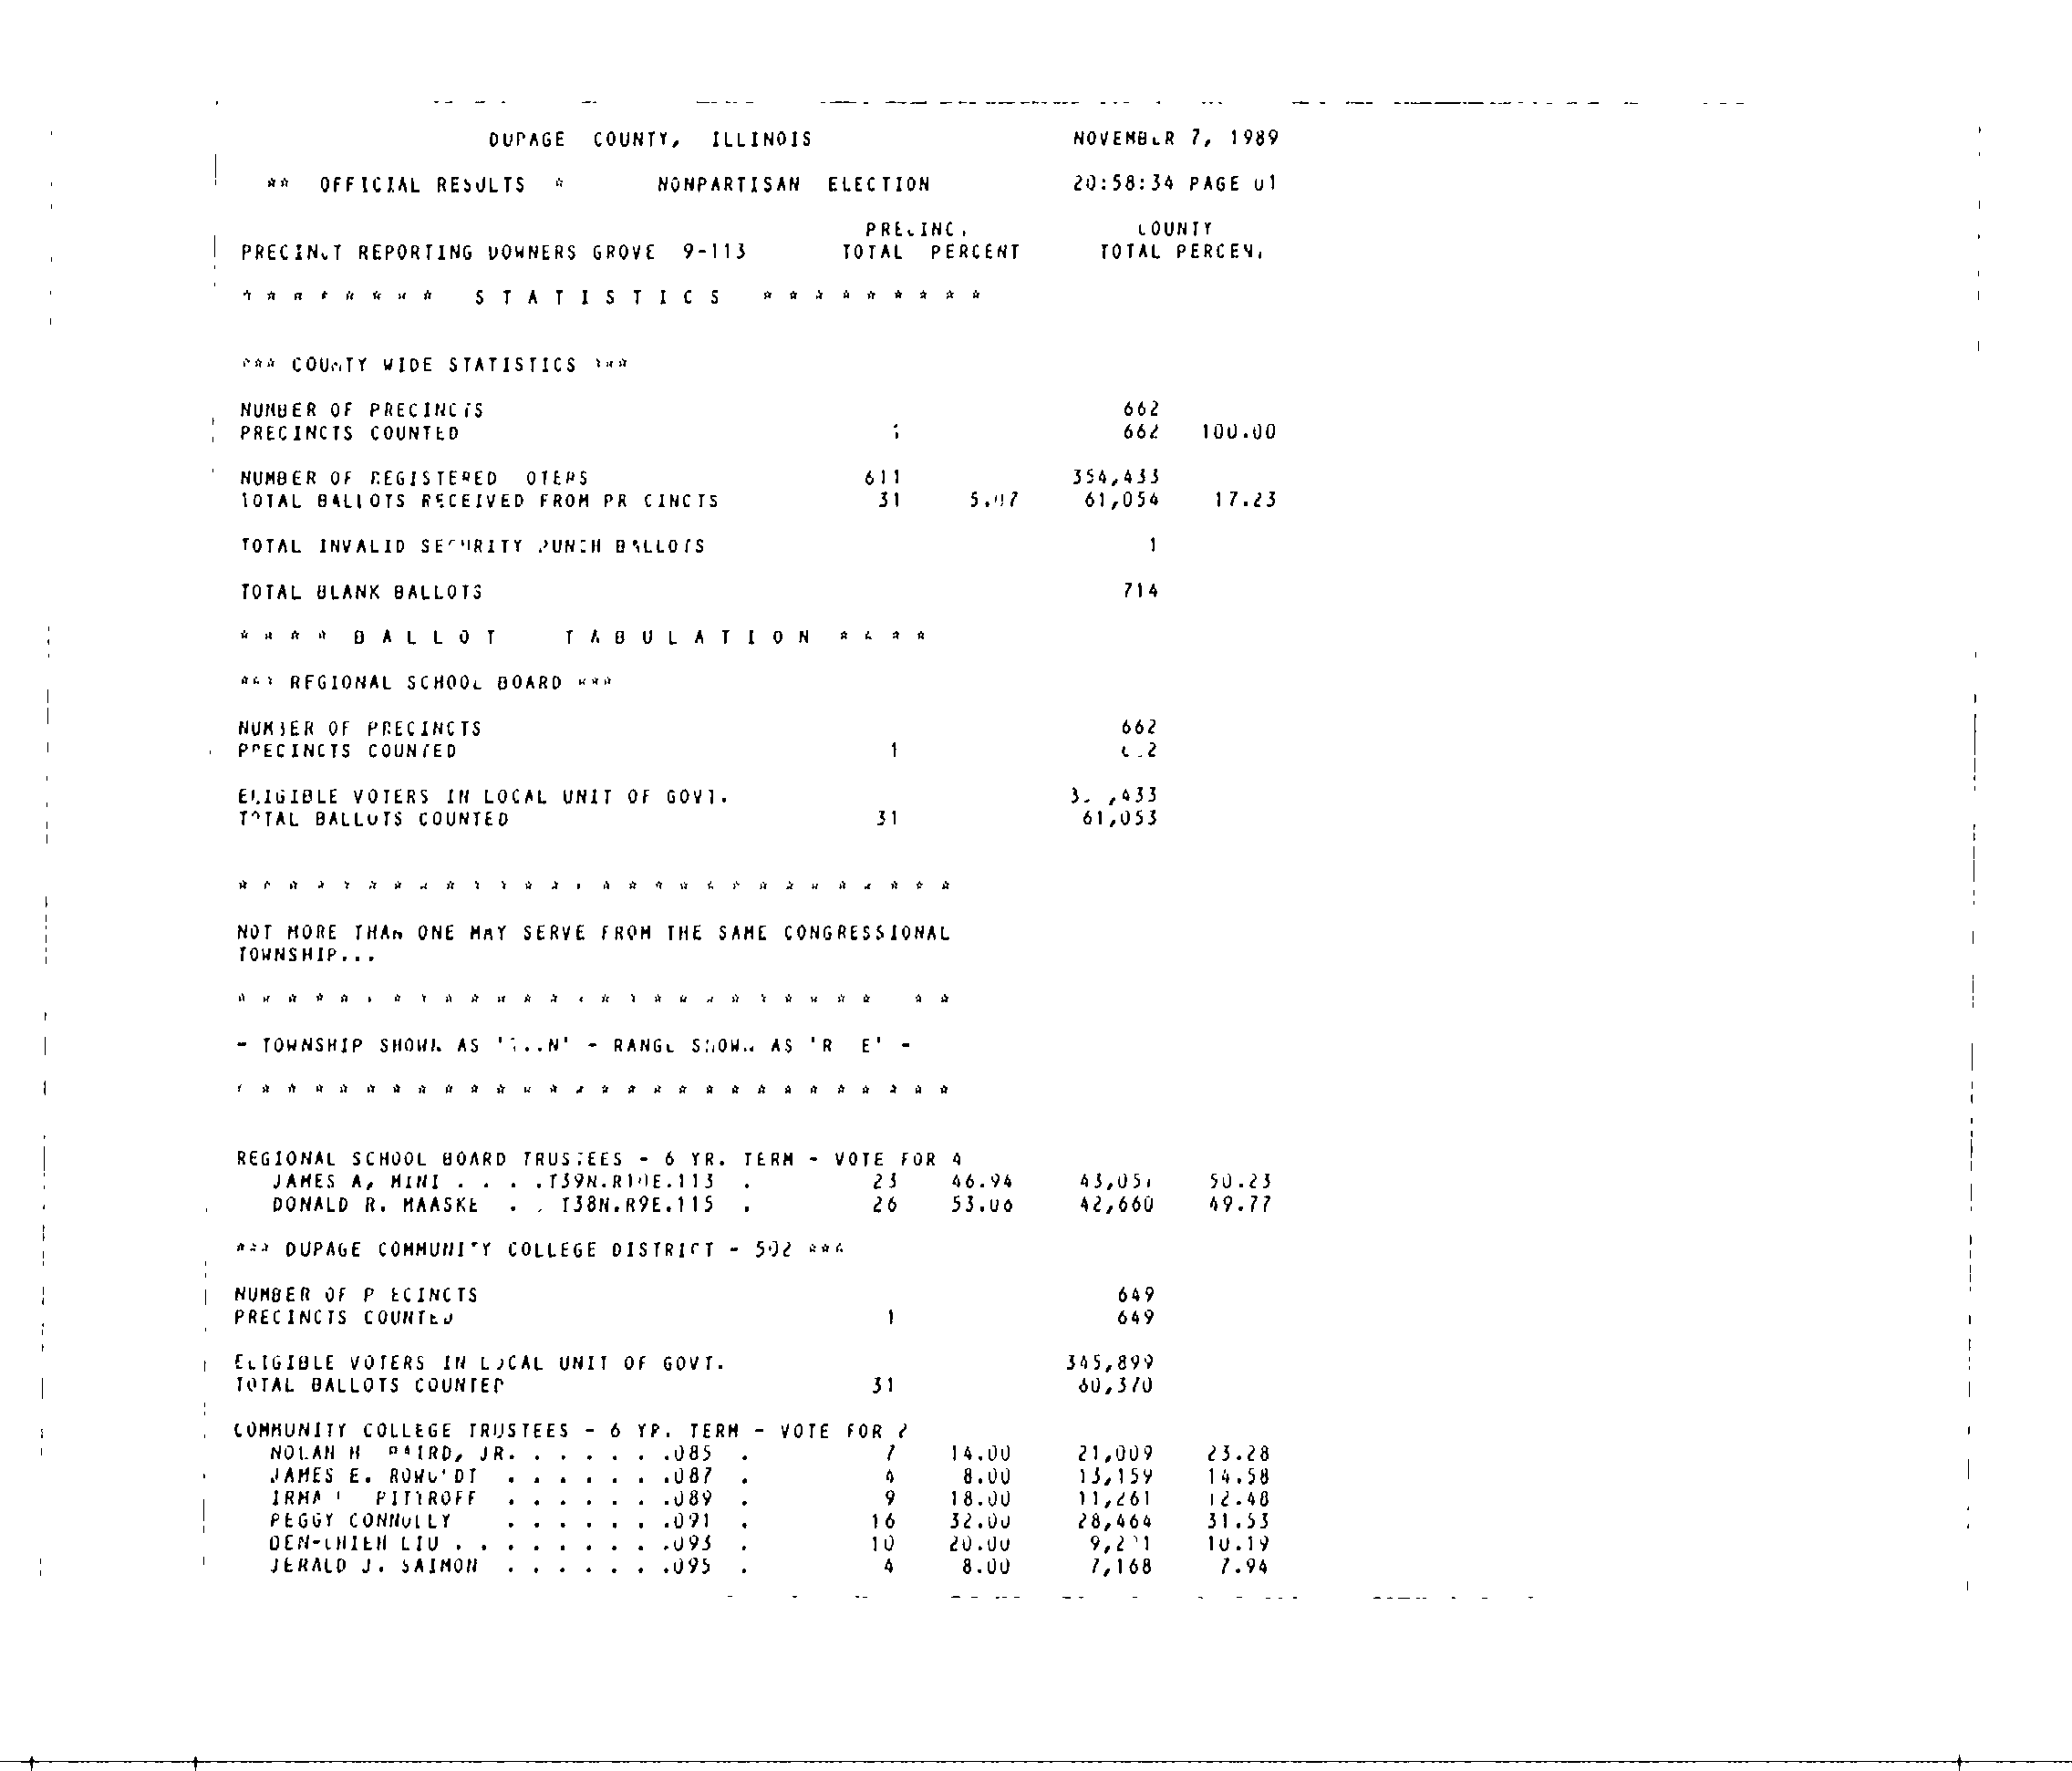 DUPAGE COUNTY, ILLINOIS NOVEMBER 7, 1989
** OFFICIAL RESULTS * NONPARTISAN ELECTION 20:58:34 PAGE 01
PRECINCT COUNTY
PRECINCT REPORTING DOWNERS GROVE 9-113 TOTAL PERCENT TOTAL PERCENT
* * * * * * * * S T A T I S T I C S * * * * * * * * *
*** COUNTY WIDE STATISTICS ***
NUMBER OF PRECINCTS 662
PRECINCTS COUNTED 1 662 100.00
NUMBER OF REGISTERED VOTERS 611 354,433
TOTAL BALLOTS RECEIVED FROM PRECINCTS 31 5.07 61,054 17.23
TOTAL INVALID SECURITY PUNCH BALLOTS 1
TOTAL BLANK BALLOTS 714
* * * * B A L L O T T A B U L A T I O N * * * *
*** REGIONAL SCHOOL BOARD ***
NUMBER OF PRECINCTS 662
PRECINCTS COUNTED 1 662
ELIGIBLE VOTERS IN LOCAL UNIT OF GOVT. 354,433
TOTAL BALLOTS COUNTED 31 61,053
* * * * * * * * * * * * * * * * * * * * * * * * * * * *
NOT MORE THAN ONE MAY SERVE FROM THE SAME CONGRESSIONAL
TOWNSHIP...
* * * * * * * * * * * * * * * * * * * * * * * * * * *
- TOWNSHIP SHOWN AS 'T..N' - RANGE SHOWN AS 'R E' -
* * * * * * * * * * * * * * * * * * * * * * * * * * * *
REGIONAL SCHOOL BOARD TRUSTEES - 6 YR. TERM - VOTE FOR 4
JAMES A. MINI . . . .T39N.R10E.113 . 23 46.94 43,05 50.23
DONALD R. MAASKE . . T38N.R9E.115 . 26 53.06 42,660 49.77
*** DUPAGE COMMUNITY COLLEGE DISTRICT - 502 ***
NUMBER OF PRECINCTS 649
PRECINCTS COUNTED 1 649
ELIGIBLE VOTERS IN LOCAL UNIT OF GOVT. 345,899
TOTAL BALLOTS COUNTED 31 60,370
COMMUNITY COLLEGE TRUSTEES - 6 YR. TERM - VOTE FOR 2
NOLAN H BAIRD, JR. . . . . . .085 . 7 14.00 21,009 23.28
JAMES E. . . . . . . .087 . 4 8.00 13,159 14.58
IRMA PITTROFF . . . . . . .089 . 9 18.00 11,261 12.48
PEGGY CONNOLLY . . . . . . .091 . 16 32.00 28,464 31.53
DEN-CHIEH LIU . . . . . . . . .093 . 10 20.00 9,2 1 10.19
JERALD J. SAIMON . . . . . . .095 . 4 8.00 7,168 7.94